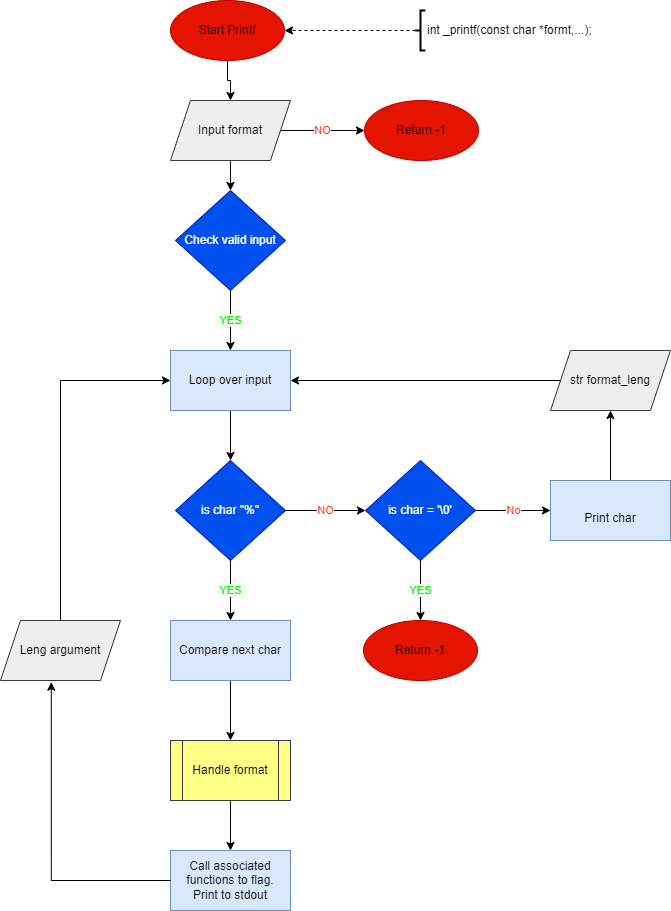 Start Printf
int _printf(const char *formt,...);
Input format
NO
Return -1
Check valid input
YES
Loop over input
str format_leng
is char "%"
NO
is char = '\0'
No
Print char
YES
YES
Leng argument
Compare next char
Return -1
Handle format
Call associated
functions to flag.
Print to stdout